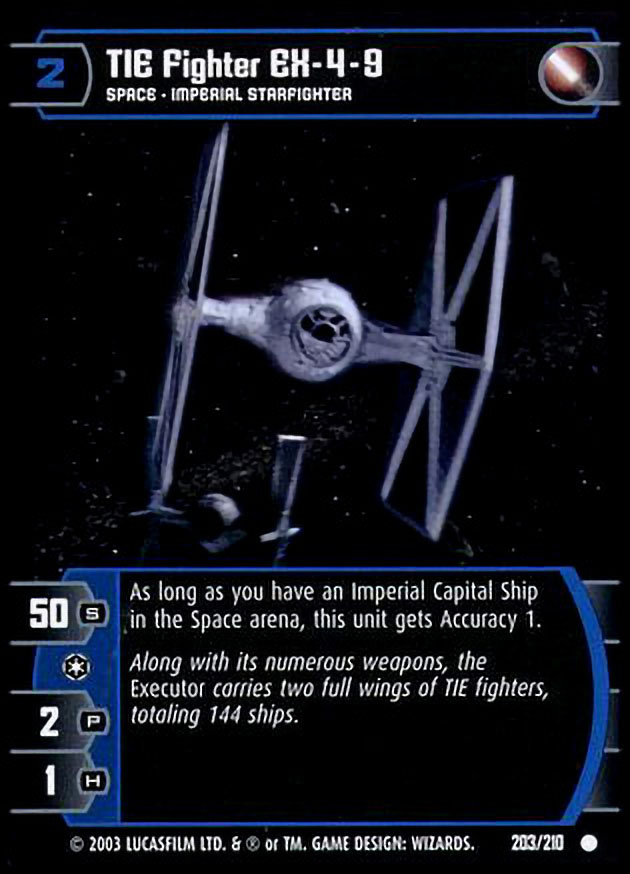 2
TIE Fighter EX-4-9
SPACE • IMPERIAL STARFIGHTER
50 S
As long as you have an Imperial Capital Ship
in the Space arena, this unit gets Accuracy 1.
Along with its numerous weapons, the
Executor carries two full wings of TIE fighters,
totaling 144 ships.
2 P
1 H
© 2003 LUCASFILM LTD. & ® or TM. GAME DESIGN: WIZARDS. 203/210